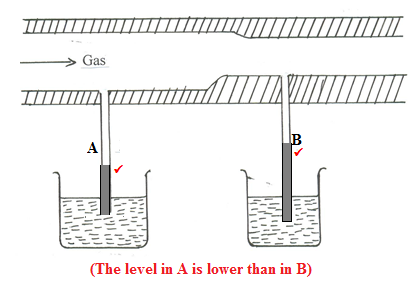 Gas
A
B
(The level in A is lower than in B)